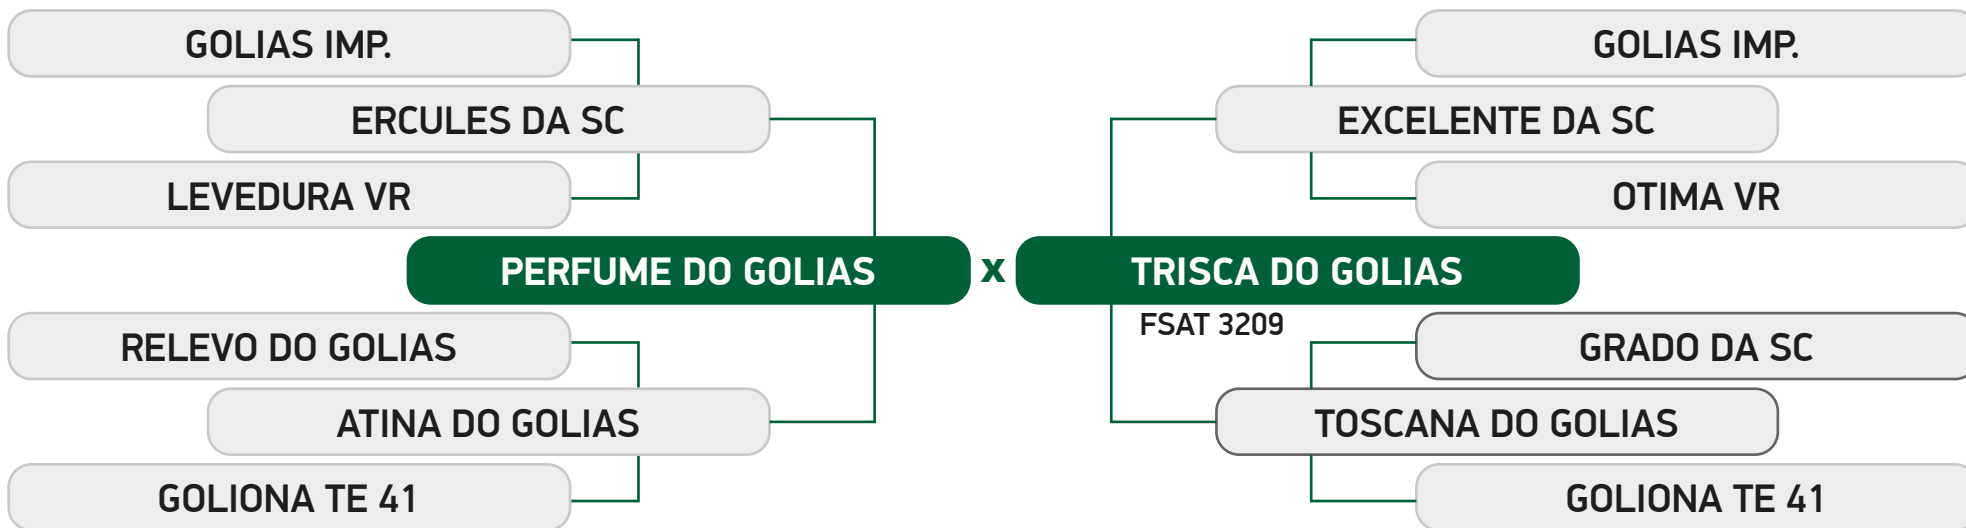 GOLIAS IMP.
GOLIAS IMP.
ERCULES DA SC
EXCELENTE DA SC
LEVEDURA VR
OTIMA VR
PERFUME DO GOLIAS x TRISCA DO GOLIAS
FSAT 3209
RELEVO DO GOLIAS
GRADO DA SC
ATINA DO GOLIAS
TOSCANA DO GOLIAS
GOLIONA TE 41
GOLIONA TE 41